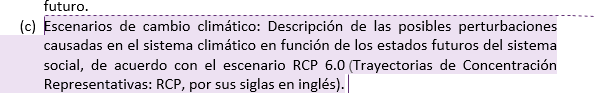 futuro.
(c) Escenarios de cambio climático: Descripción de las posibles perturbaciones
causadas en el sistema climático en función de los estados futuros del sistema
social, de acuerdo con el escenario RCP 6.0 (Trayectorias de Concentración
Representativas: RCP, por sus siglas en inglés).